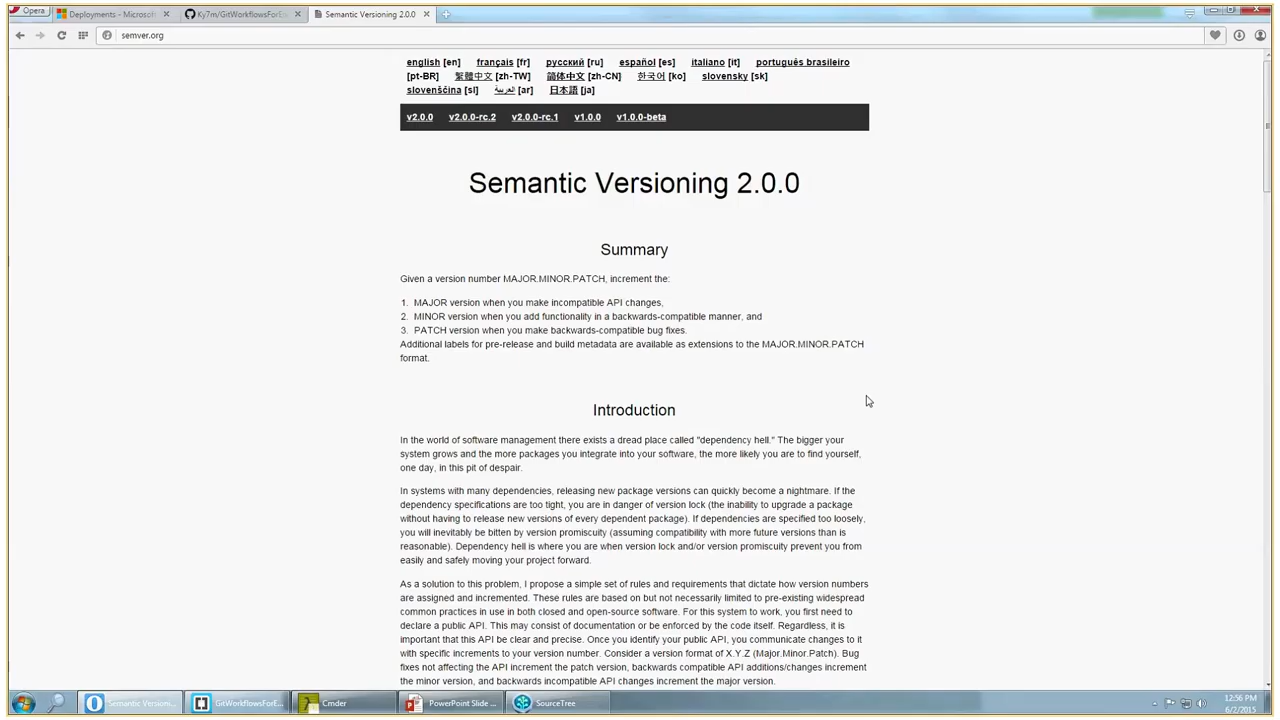 Opera
Deployments - Microsof
Ky7m/GitWorkflowsForE
Semantic Versioning 2.0.0
semver.org
english [en] français [fr] русский [ru] español [es] italiano [it] português brasileiro
[pt-BR] 繁體中文 [zh-TW] 简体中文 [zh-CN] 한국어 [ko] slovensky [sk]
slovenščina [sl] العربية [ar] 日本語 [ja]
v2.0.0 v2.0.0-rc.2 v2.0.0-rc.1 v1.0.0 v1.0.0-beta
Semantic Versioning 2.0.0
Summary
Given a version number MAJOR.MINOR.PATCH, increment the:
1. MAJOR version when you make incompatible API changes,
2. MINOR version when you add functionality in a backwards-compatible manner, and
3. PATCH version when you make backwards-compatible bug fixes.
Additional labels for pre-release and build metadata are available as extensions to the MAJOR.MINOR.PATCH
format.
Introduction
In the world of software management there exists a dread place called "dependency hell." The bigger your
system grows and the more packages you integrate into your software, the more likely you are to find yourself,
one day, in this pit of despair.
In systems with many dependencies, releasing new package versions can quickly become a nightmare. If the
dependency specifications are too tight, you are in danger of version lock (the inability to upgrade a package
without having to release new versions of every dependent package). If dependencies are specified too loosely,
you will inevitably be bitten by version promiscuity (assuming compatibility with more future versions than is
reasonable). Dependency hell is where you are when version lock and/or version promiscuity prevent you from
easily and safely moving your project forward.
As a solution to this problem, I propose a simple set of rules and requirements that dictate how version numbers
are assigned and incremented. These rules are based on but not necessarily limited to pre-existing widespread
common practices in use in both closed and open-source software. For this system to work, you first need to
declare a public API. This may consist of documentation or be enforced by the code itself. Regardless, it is
important that this API be clear and precise. Once you identify your public API, you communicate changes to it
with specific increments to your version number. Consider a version format of X.Y.Z (Major.Minor.Patch). Bug
fixes not affecting the API increment the patch version, backwards compatible API additions/changes increment
the minor version, and backwards incompatible API changes increment the major version.
Semantic Versioni...
GitWorkflowsForE...
Cmder
PowerPoint Slide ...
SourceTree
12:56 PM
6/2/2015